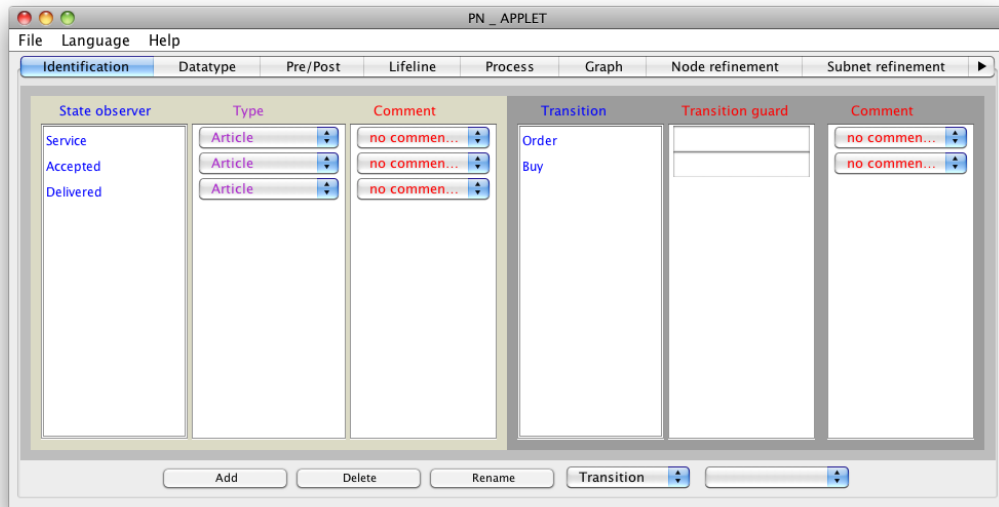 PN _ APPLET
File Language Help
Identification Datatype Pre/Post Lifeline Process Graph Node refinement Subnet refinement
State observer Type Comment Transition Transition guard Comment
Service Article no commen... Order no commen...
Accepted Article no commen... Buy no commen...
Delivered Article no commen...
Add Delete Rename Transition